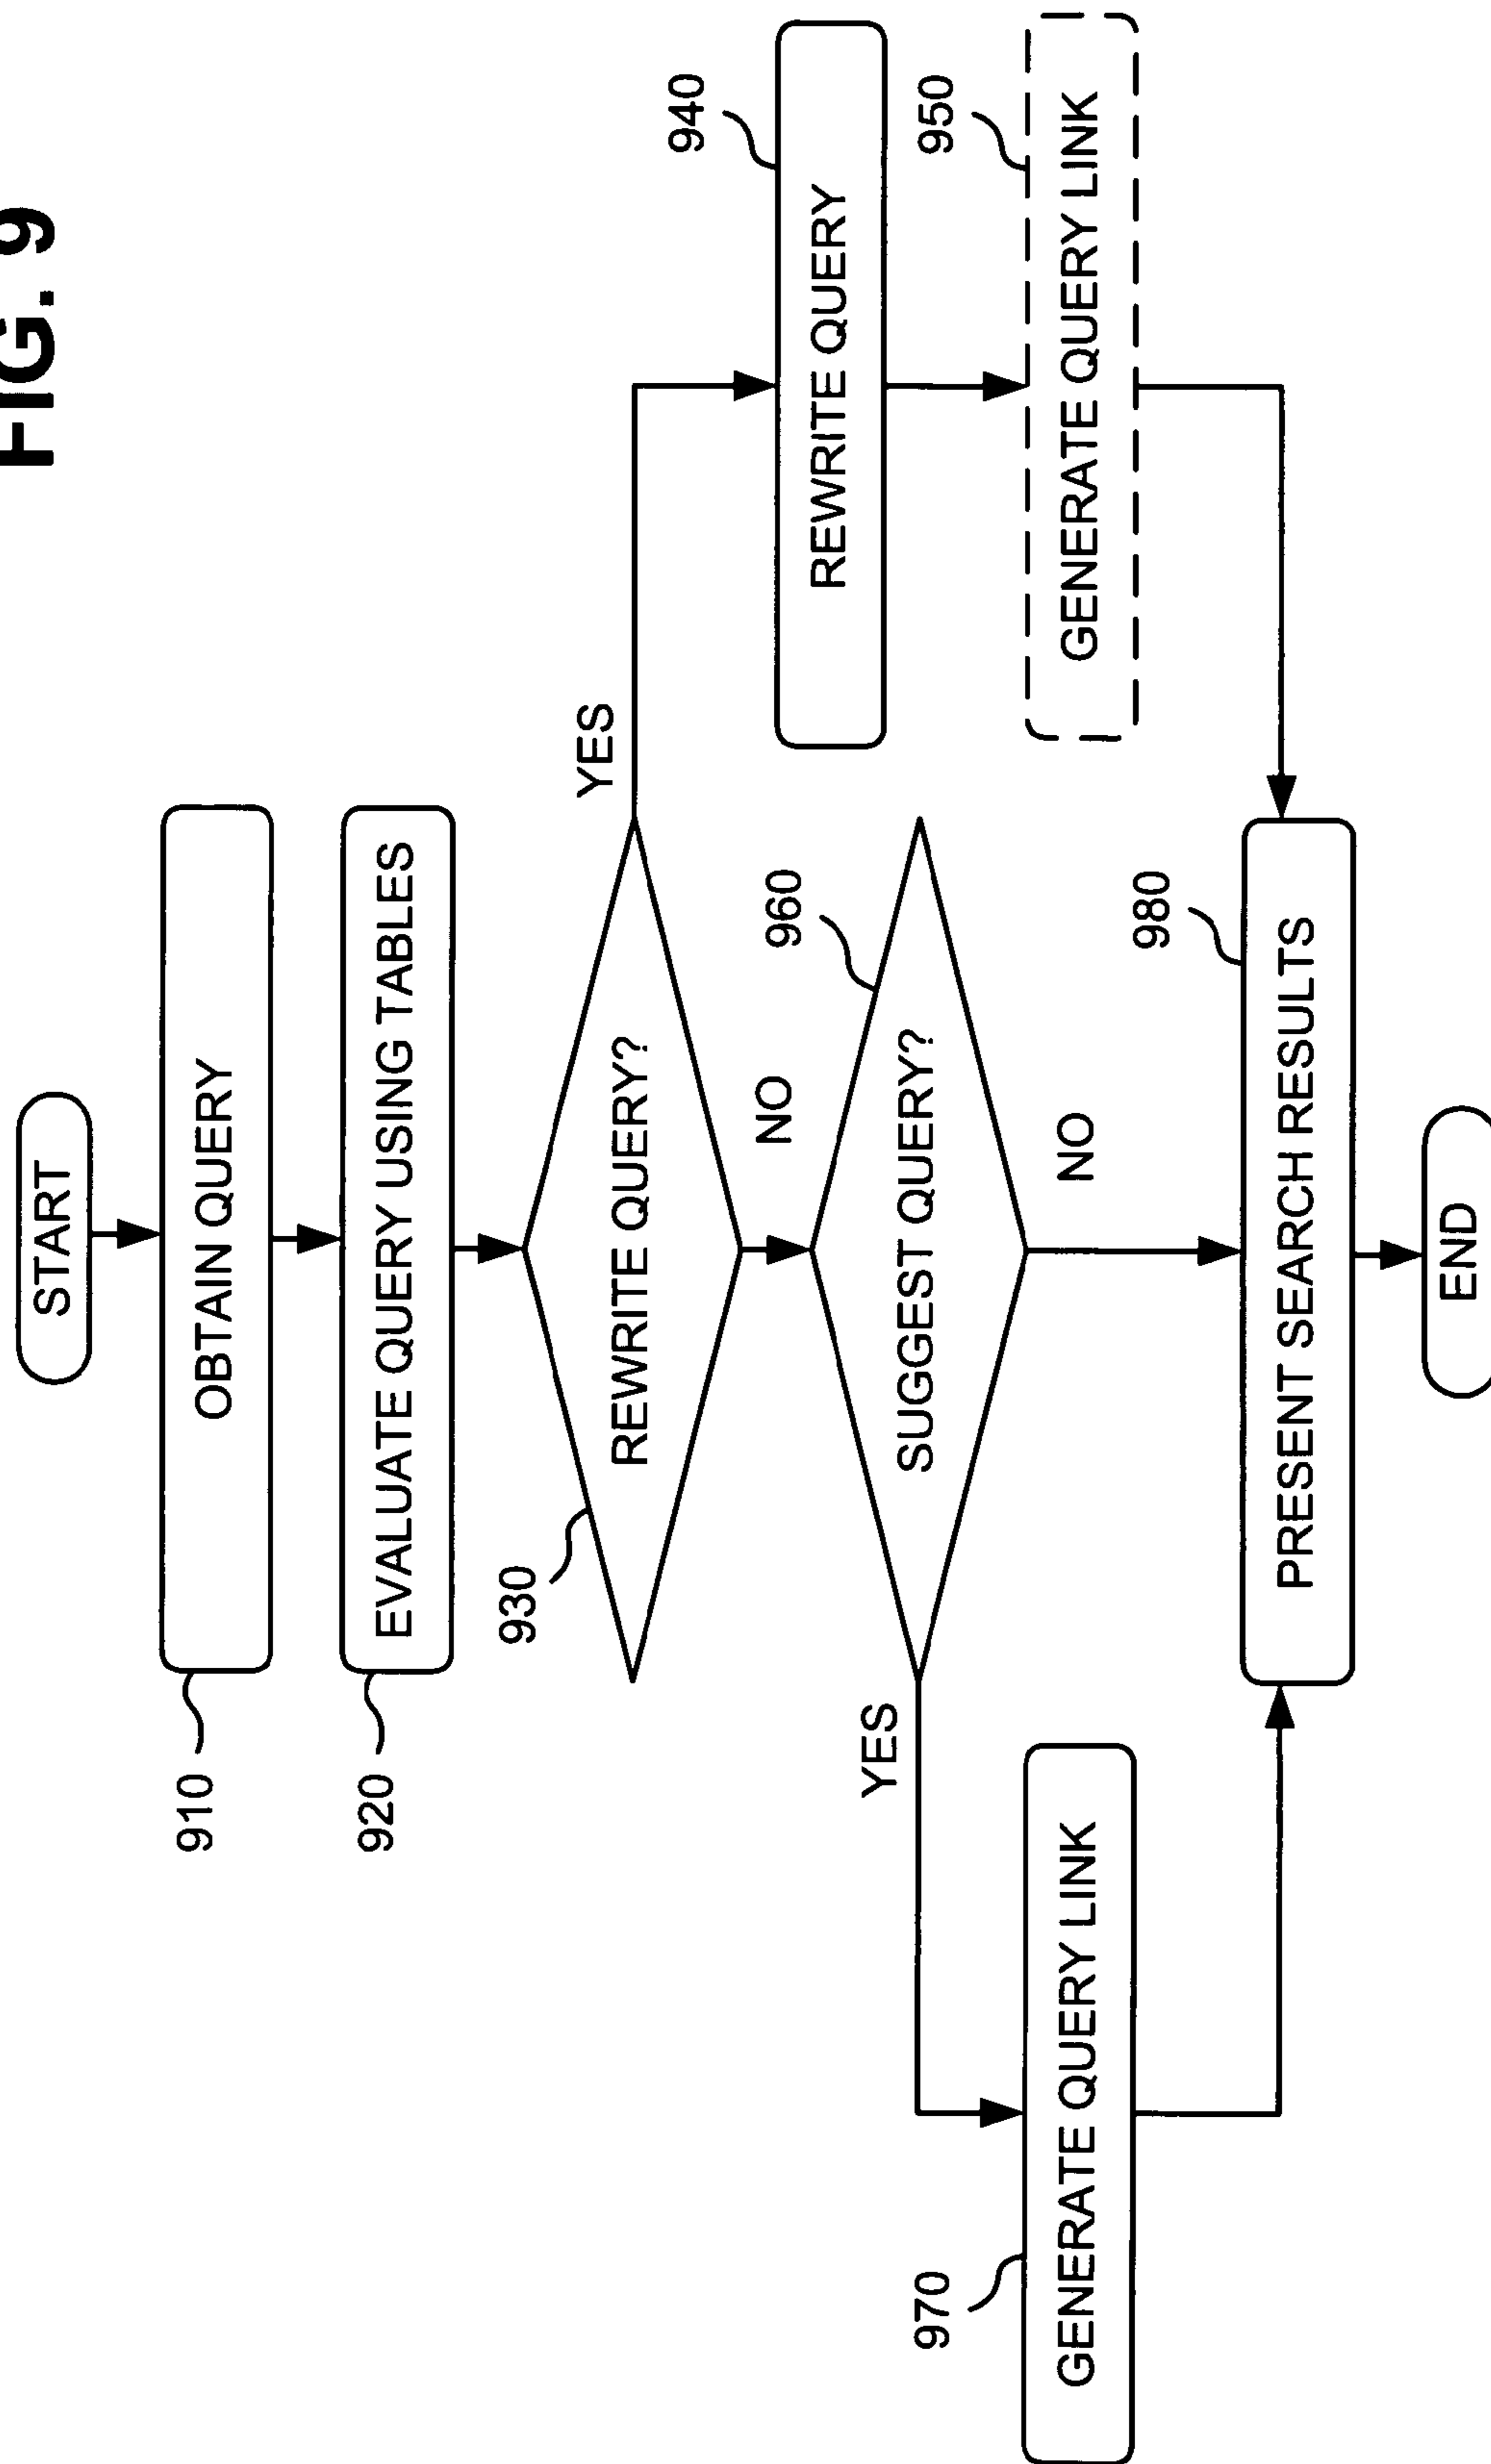 FIG. 9
START
OBTAIN QUERY
910
EVALUATE QUERY USING TABLES
920
930
REWRITE QUERY?
YES
940
REWRITE QUERY
NO
960
SUGGEST QUERY?
YES
950
GENERATE QUERY LINK
970
GENERATE QUERY LINK
NO
980
PRESENT SEARCH RESULTS
END